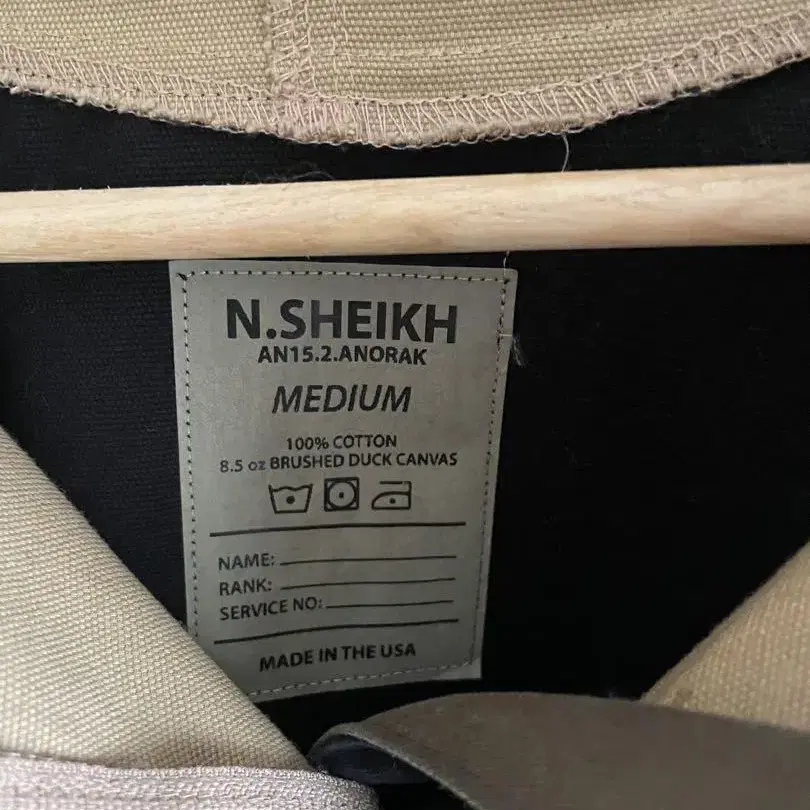 N.SHEIKH
AN15.2.ANORAK
MEDIUM
100% COTTON
8.5 oz BRUSHED DUCK CANVAS
NAME:
RANK:
SERVICE NO:
MADE IN THE USA